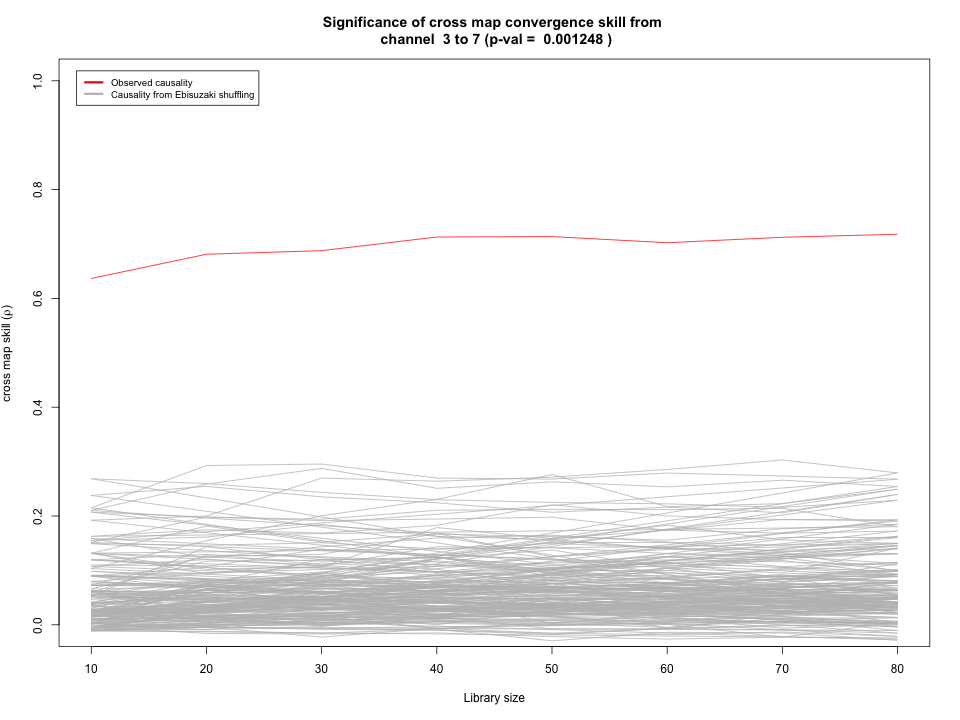 Significance of cross map convergence skill from
channel  3 to 7 (p-val =  0.001248 )
Observed causality
Causality from Ebisuzaki shuffling
cross map skill (ρ)
1.0
0.8
0.6
0.4
0.2
0.0
10 20 30 40 50 60 70 80
Library size